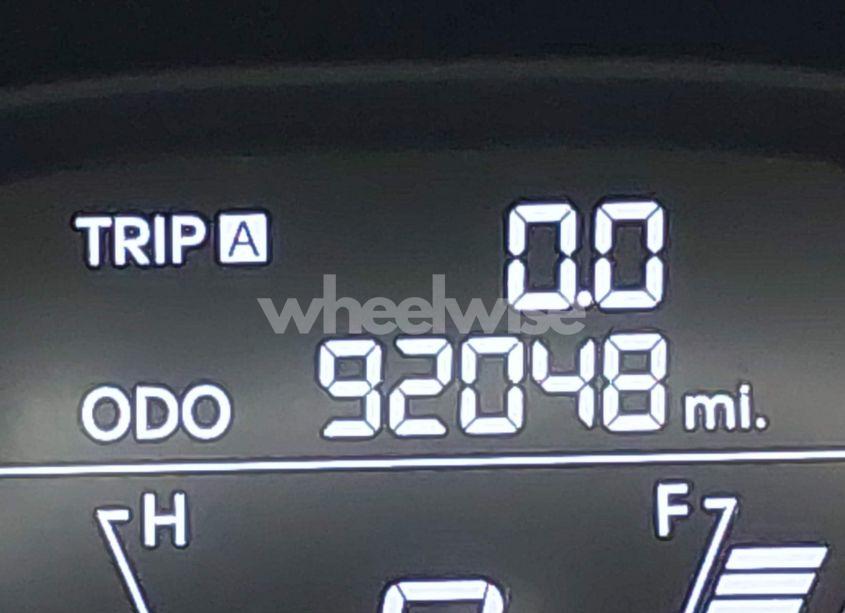 TRIP A 0.0
wheelwise
ODO 92048 mi.
H F